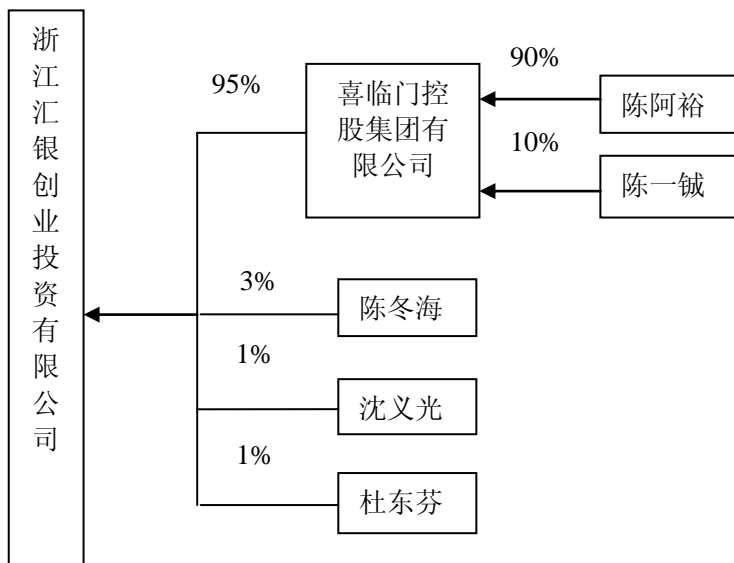 浙江汇银创业投资有限公司
95%
喜临门控
股集团有
限公司
90%
陈阿裕
10%
陈一铖
3%
陈冬海
1%
沈义光
1%
杜东芬